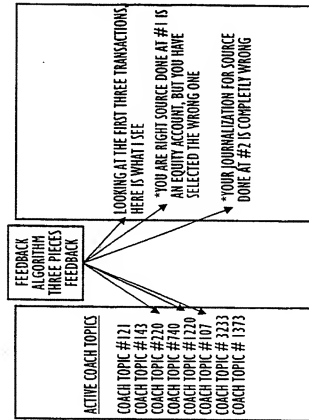 FEEDBACK
ALGORITHM
THREE PIECES
FEEDBACK
ACTIVE COACH TOPICS
COACH TOPIC #121
COACH TOPIC #143
COACH TOPIC #220
COACH TOPIC #740
COACH TOPIC #1220
COACH TOPIC #107
COACH TOPIC # 3233
COACH TOPIC # 1373
LOOKING AT THE FIRST THREE TRANSACTIONS,
HERE IS WHAT I SEE
*YOU ARE RIGHT SOURCE DONE AT #1 IS
AN EQUITY ACCOUNT, BUT YOU HAVE
SELECTED THE WRONG ONE
*YOUR JOURNALIZATION FOR SOURCE
DONE AT #2 IS COMPLETLY WRONG